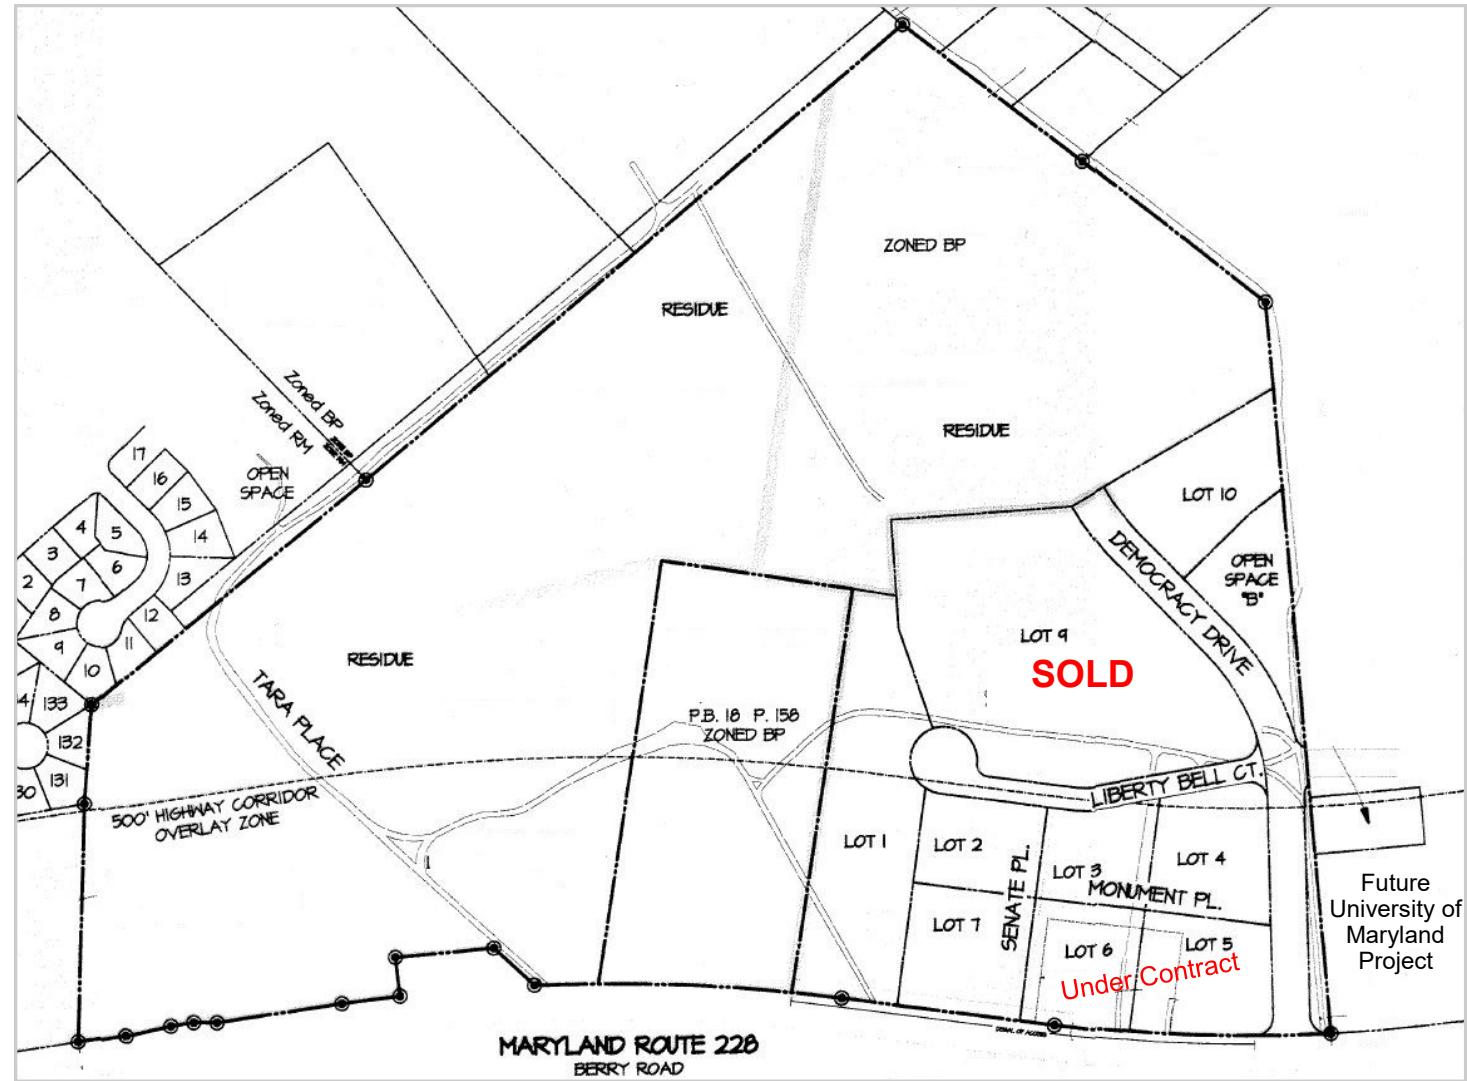 ZONED BP
RESIDUE
Zoned BP
Zoned RM
RESIDUE
OPEN
SPACE
17
16
15
14
13
12
11
10
9
8
7
6
5
4
3
2
133
132
131
30
LOT 10
DEMOCRACY DRIVE
OPEN
SPACE
"B"
LOT 9
SOLD
RESIDUE
TARA PLACE
P.B. 18 P. 158
ZONED BP
500' HIGHWAY CORRIDOR
OVERLAY ZONE
LIBERTY BELL CT.
LOT 1
LOT 2
SENATE PL.
LOT 3
LOT 4
MONUMENT PL.
LOT 7
LOT 6
LOT 5
Under Contract
Future
University of
Maryland
Project
MARYLAND ROUTE 228
BERRY ROAD